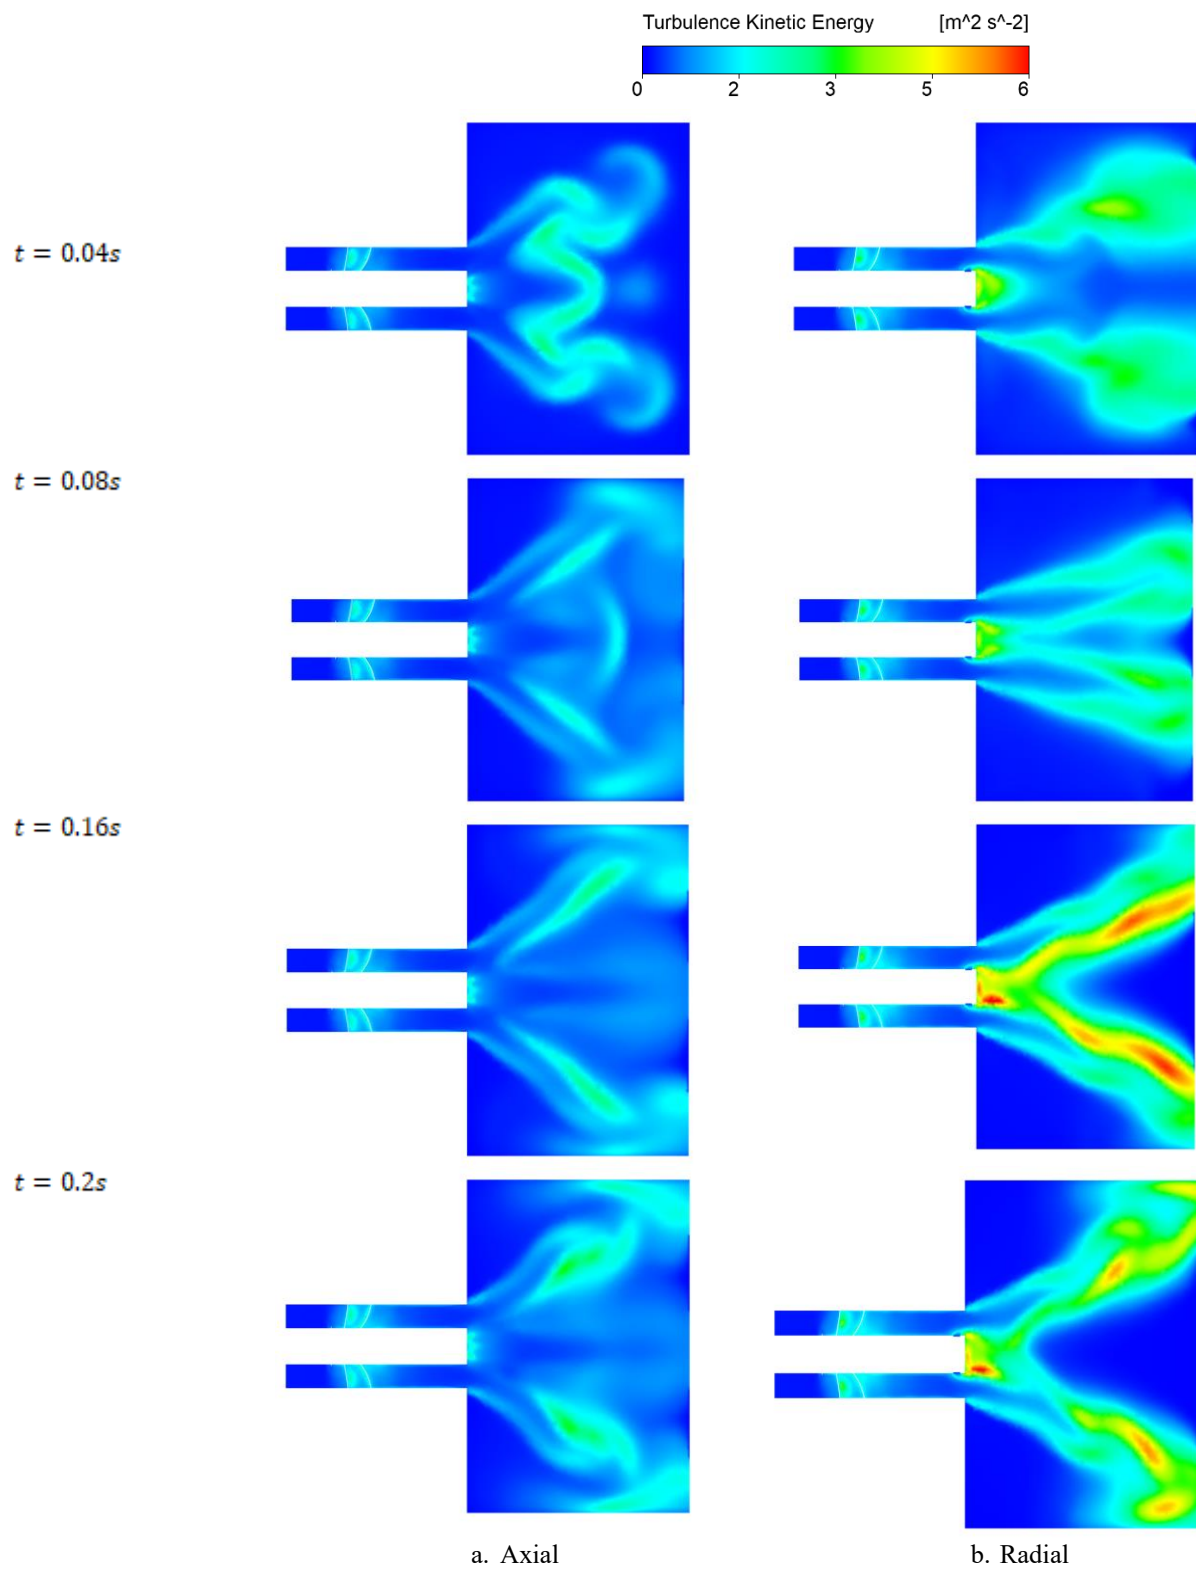 Turbulence Kinetic Energy [m^2 s^-2]
0 2 3 5 6
t = 0.04s
t = 0.08s
t = 0.16s
t = 0.2s
a. Axial b. Radial